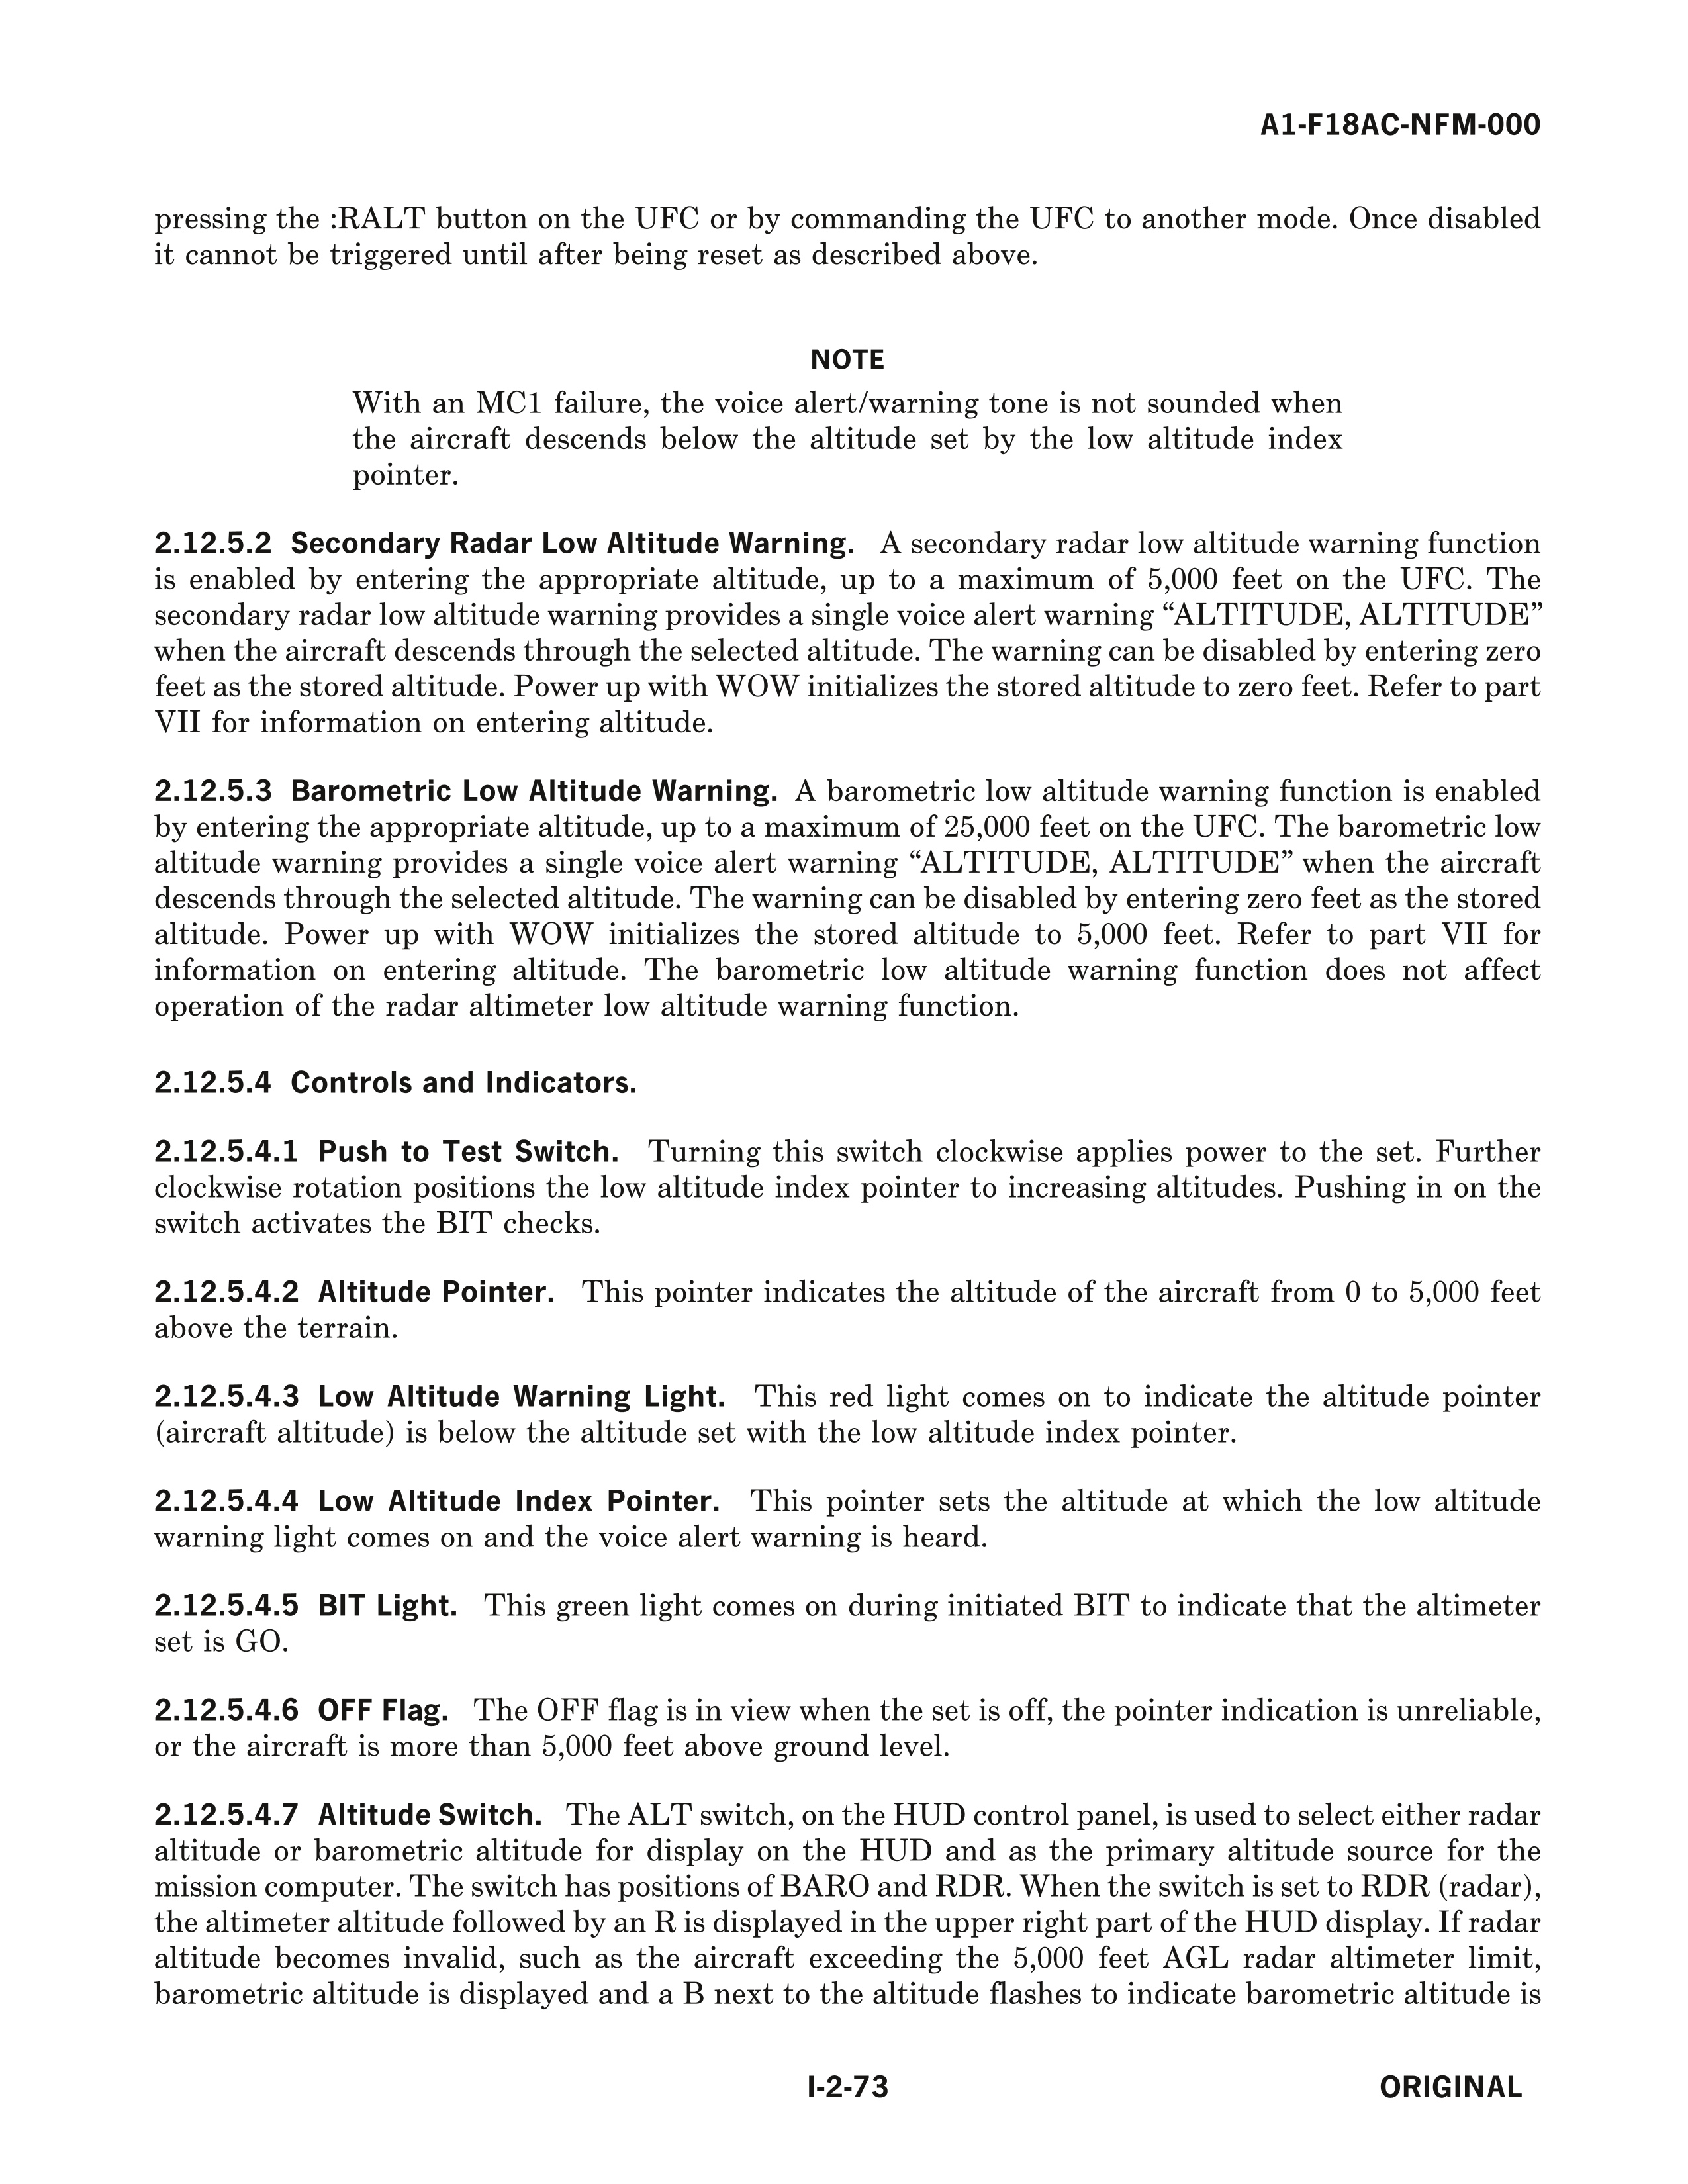 A1-F18AC-NFM-000
pressing the :RALT button on the UFC or by commanding the UFC to another mode. Once disabled
it cannot be triggered until after being reset as described above.
NOTE
With an MC1 failure, the voice alert/warning tone is not sounded when
the aircraft descends below the altitude set by the low altitude index
pointer.
2.12.5.2 Secondary Radar Low Altitude Warning. A secondary radar low altitude warning function
is enabled by entering the appropriate altitude, up to a maximum of 5,000 feet on the UFC. The
secondary radar low altitude warning provides a single voice alert warning “ALTITUDE, ALTITUDE”
when the aircraft descends through the selected altitude. The warning can be disabled by entering zero
feet as the stored altitude. Power up with WOW initializes the stored altitude to zero feet. Refer to part
VII for information on entering altitude.
2.12.5.3 Barometric Low Altitude Warning. A barometric low altitude warning function is enabled
by entering the appropriate altitude, up to a maximum of 25,000 feet on the UFC. The barometric low
altitude warning provides a single voice alert warning “ALTITUDE, ALTITUDE” when the aircraft
descends through the selected altitude. The warning can be disabled by entering zero feet as the stored
altitude. Power up with WOW initializes the stored altitude to 5,000 feet. Refer to part VII for
information on entering altitude. The barometric low altitude warning function does not affect
operation of the radar altimeter low altitude warning function.
2.12.5.4 Controls and Indicators.
2.12.5.4.1 Push to Test Switch. Turning this switch clockwise applies power to the set. Further
clockwise rotation positions the low altitude index pointer to increasing altitudes. Pushing in on the
switch activates the BIT checks.
2.12.5.4.2 Altitude Pointer. This pointer indicates the altitude of the aircraft from 0 to 5,000 feet
above the terrain.
2.12.5.4.3 Low Altitude Warning Light. This red light comes on to indicate the altitude pointer
(aircraft altitude) is below the altitude set with the low altitude index pointer.
2.12.5.4.4 Low Altitude Index Pointer. This pointer sets the altitude at which the low altitude
warning light comes on and the voice alert warning is heard.
2.12.5.4.5 BIT Light. This green light comes on during initiated BIT to indicate that the altimeter
set is GO.
2.12.5.4.6 OFF Flag. The OFF flag is in view when the set is off, the pointer indication is unreliable,
or the aircraft is more than 5,000 feet above ground level.
2.12.5.4.7 Altitude Switch. The ALT switch, on the HUD control panel, is used to select either radar
altitude or barometric altitude for display on the HUD and as the primary altitude source for the
mission computer. The switch has positions of BARO and RDR. When the switch is set to RDR (radar),
the altimeter altitude followed by an R is displayed in the upper right part of the HUD display. If radar
altitude becomes invalid, such as the aircraft exceeding the 5,000 feet AGL radar altimeter limit,
barometric altitude is displayed and a B next to the altitude flashes to indicate barometric altitude is
I-2-73
ORIGINAL